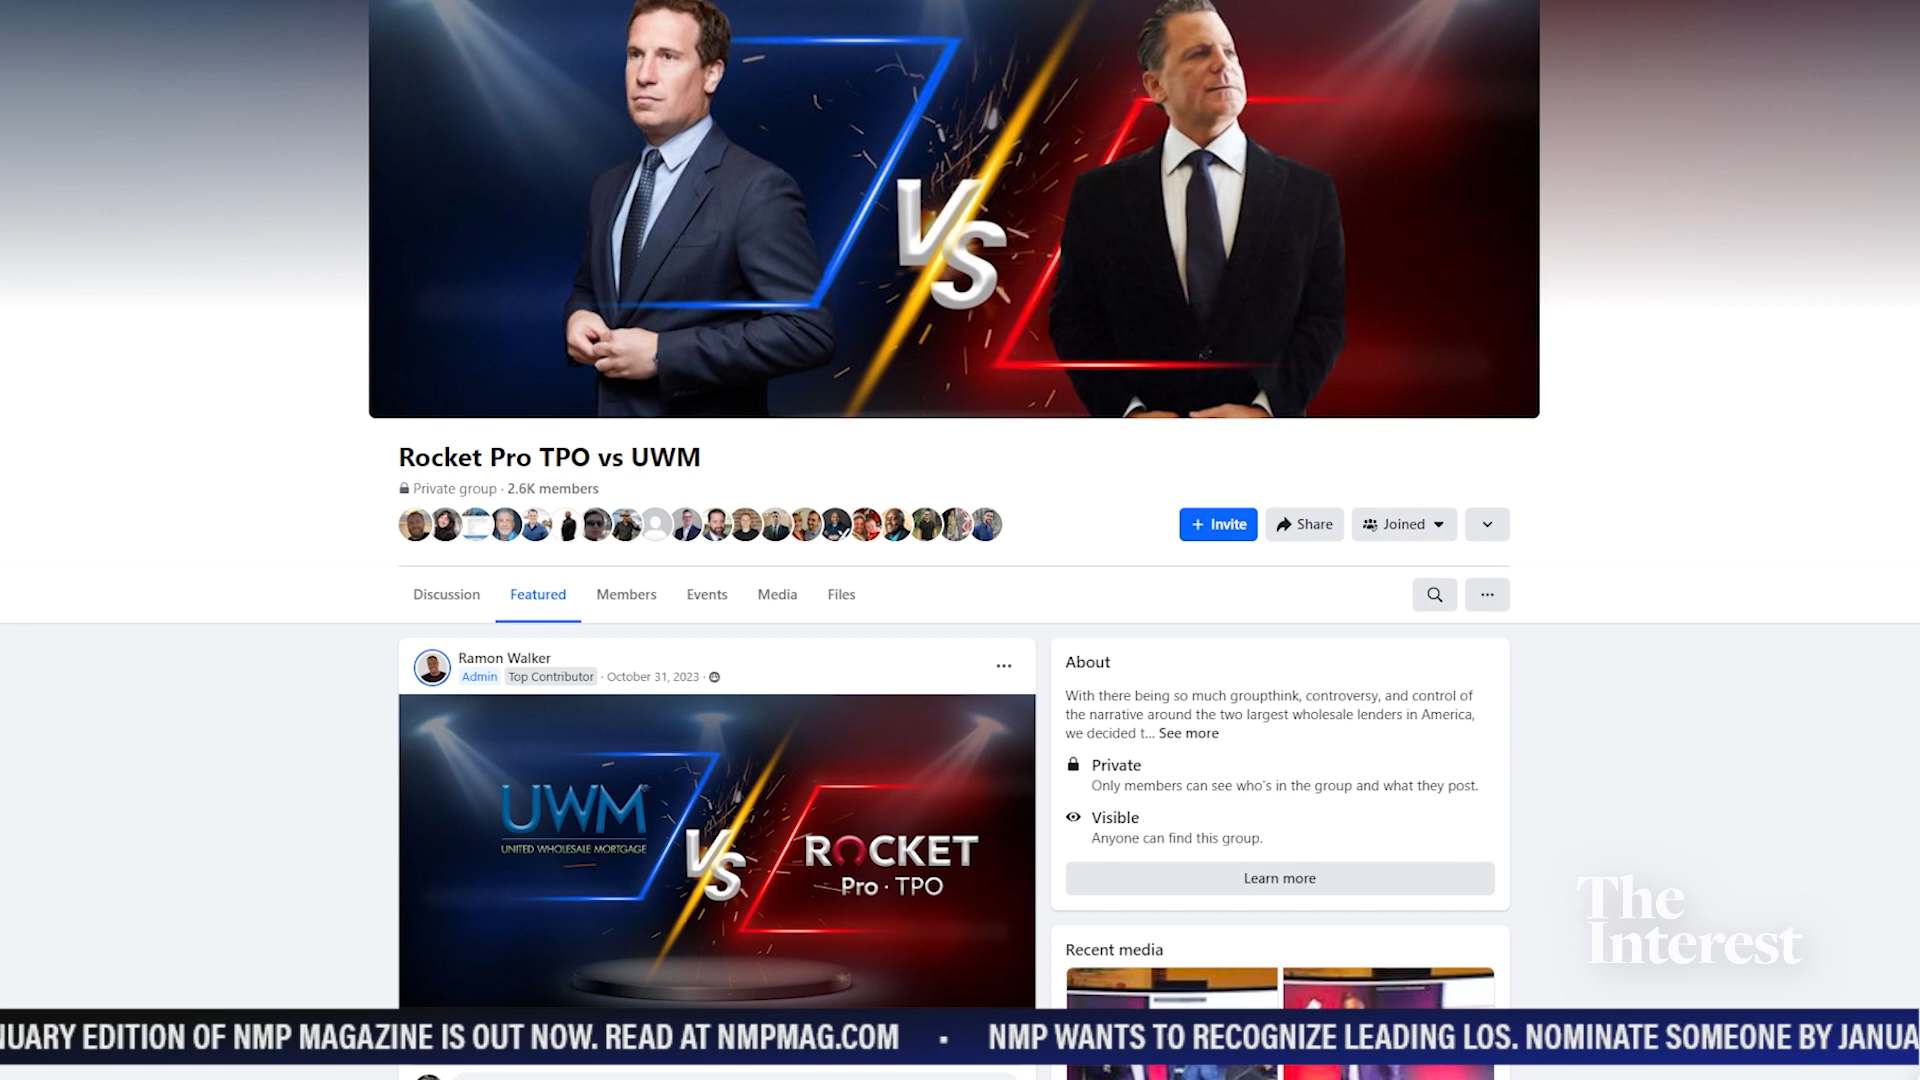 VS
Rocket Pro TPO vs UWM
Private group · 2.6K members
+ Invite
Share
Joined
Discussion
Featured
Members
Events
Media
Files
Ramon Walker
Admin Top Contributor · October 31, 2023 ·
UWM
UNITED WHOLESALE MORTGAGE
VS
ROCKET
Pro · TPO
About
With there being so much groupthink, controversy, and control of
the narrative around the two largest wholesale lenders in America,
we decided t... See more
Private
Only members can see who's in the group and what they post.
Visible
Anyone can find this group.
Learn more
Recent media
The
Interest
NUARY EDITION OF NMP MAGAZINE IS OUT NOW. READ AT NMPMAG.COM · NMP WANTS TO RECOGNIZE LEADING LOS. NOMINATE SOMEONE BY JANUA